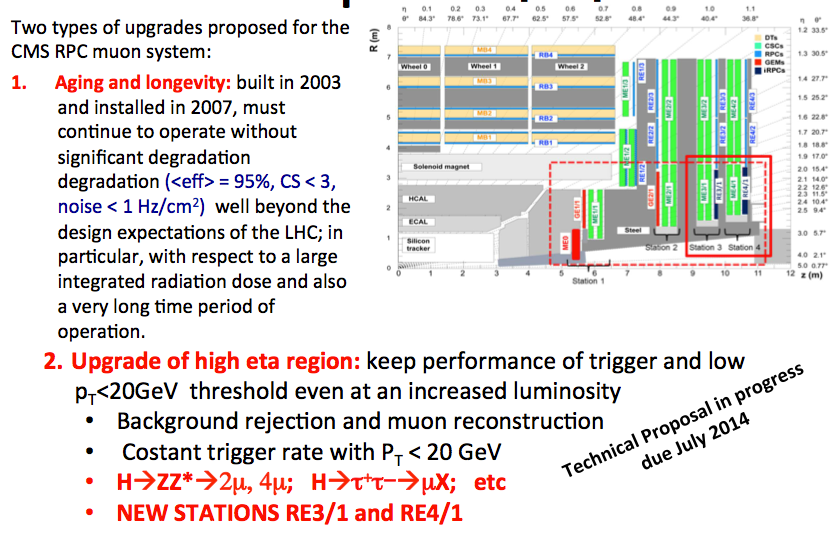 Two types of upgrades proposed for the
CMS RPC muon system:
1. Aging and longevity: built in 2003
and installed in 2007, must
continue to operate without
significant degradation
degradation (<eff> = 95%, CS < 3,
noise < 1 Hz/cm²) well beyond the
design expectations of the LHC; in
particular, with respect to a large
integrated radiation dose and also
a very long time period of
operation.
η 0.1 0.2 0.3 0.4 0.5 0.6 0.7 0.8 0.9 1.0 1.1
θ° 84.3° 78.6° 73.1° 67.7° 62.5° 57.5° 52.8° 48.4° 44.3° 40.4° 36.8°
η θ°
1.2 33.5°
1.3 30.5°
1.4 27.7°
1.5 25.2°
1.6 22.8°
1.7 20.7°
1.8 18.8°
1.9 17.0°
2.0 15.4°
2.1 14.0°
2.2 12.6°
2.3 11.5°
2.4 10.4°
2.5 9.4°
3.0 5.7°
4.0 2.1°
5.0 0.77°
R (m)
8
7
6
5
4
3
2
1
0
DTs
CSCs
RPCs
GEMs
iRPCs
MB4
RB4
Wheel 0
Wheel 1
Wheel 2
MB3
RB3
MB2
RB2
MB1
RB1
Solenoid magnet
HCAL
ECAL
Silicon
tracker
Steel
ME0
GE1/1
ME1/1
ME1/2
ME1/3
RE1/2
RE1/3
GE2/1
ME2/1
RE2/2
RE2/3
ME2/2
ME3/1
RE3/1
ME3/2
RE3/2
RE3/3
ME4/1
RE4/1
ME4/2
RE4/2
RE4/3
Station 2
Station 3
Station 4
0 1 2 3 4 5 6 7 8 9 10 11 12 z (m)
Station 1
2. Upgrade of high eta region: keep performance of trigger and low
pT<20GeV threshold even at an increased luminosity
• Background rejection and muon reconstruction
• Costant trigger rate with PT < 20 GeV
• H→ZZ*→2μ, 4μ; H→τ+τ-→μX; etc
• NEW STATIONS RE3/1 and RE4/1
Technical Proposal in progress
due July 2014